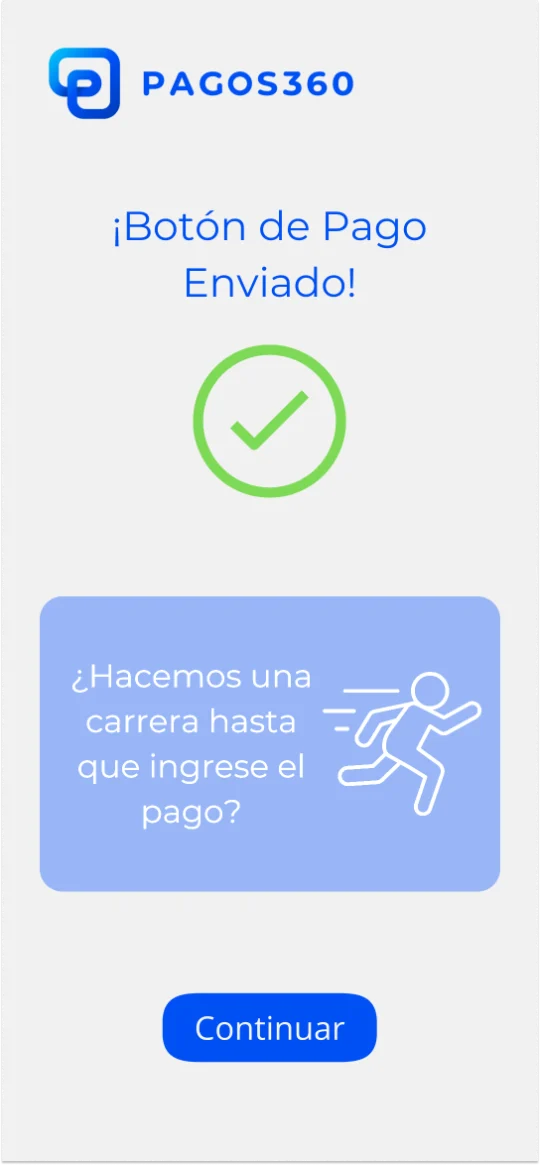 PAGOS360
¡Botón de Pago
Enviado!
¿Hacemos una
carrera hasta
que ingrese el
pago?
Continuar